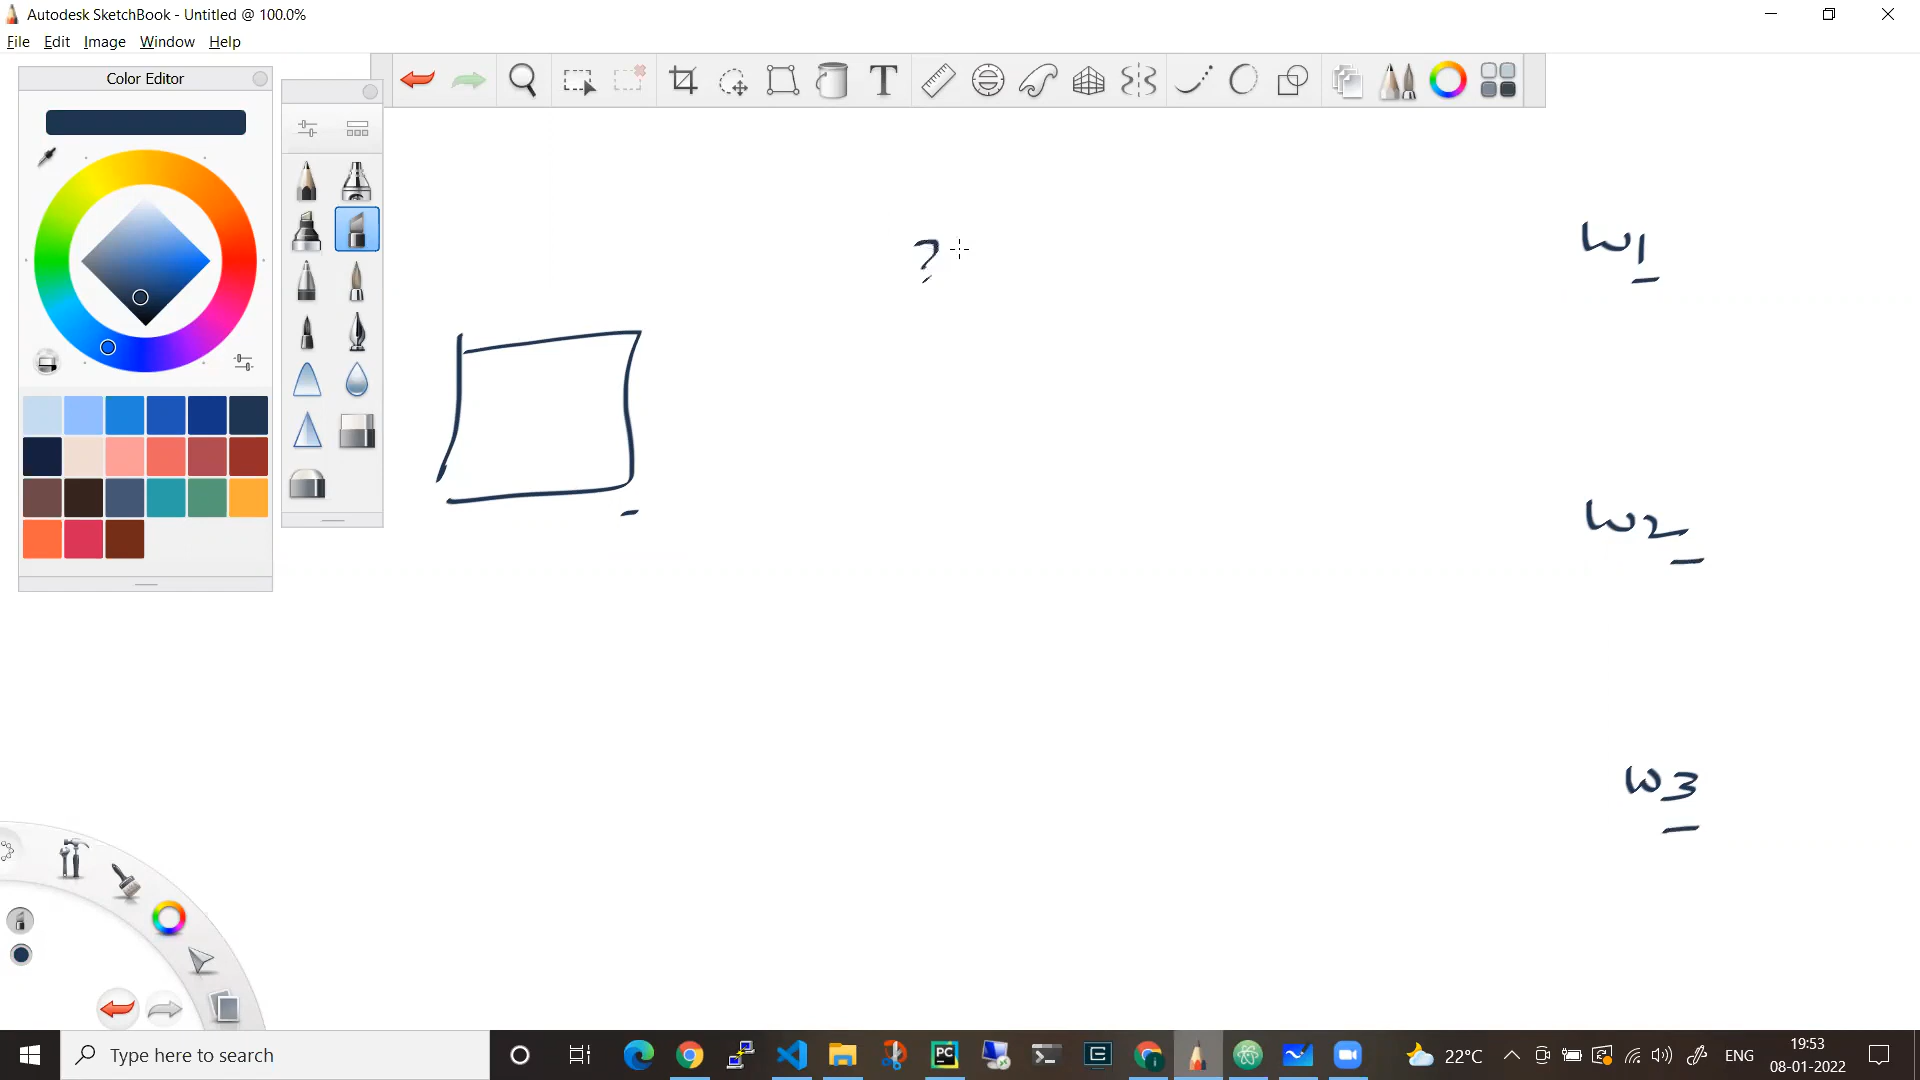 Autodesk SketchBook - Untitled @ 100.0%
File Edit Image Window Help
Color Editor
T
?
W1
W2
W3
Type here to search
PC
22°C
ENG
19:53
08-01-2022